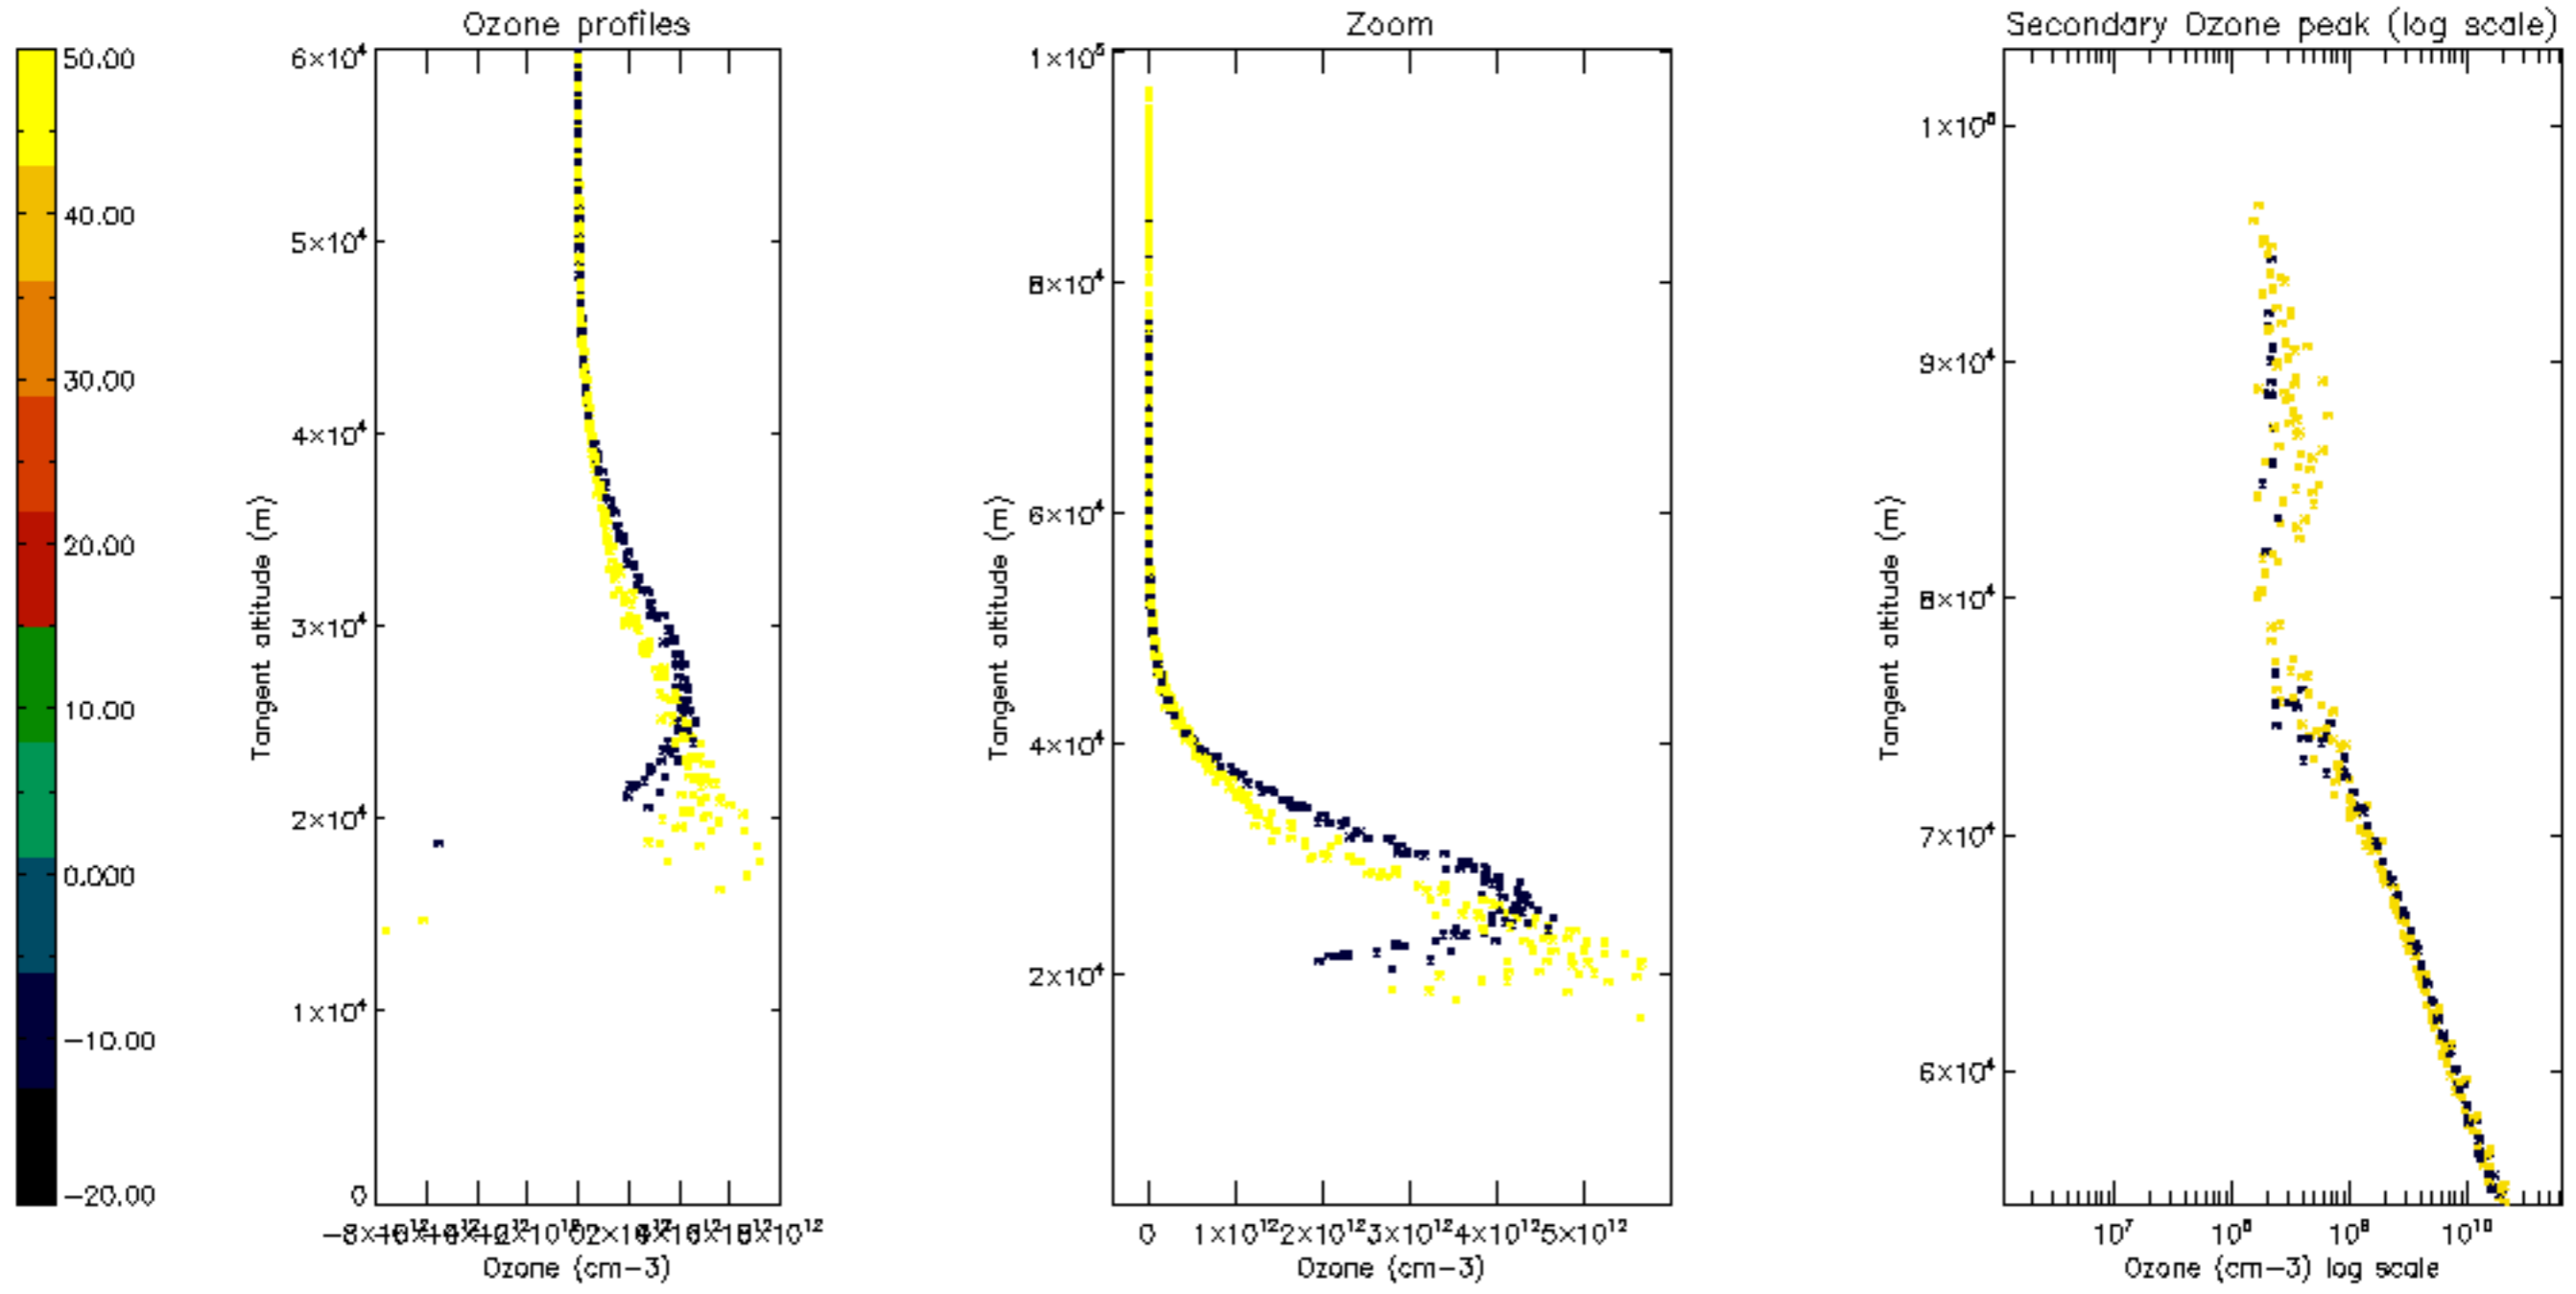 Ozone profiles
Zoom
Secondary Ozone peak (log scale)
50.00
40.00
30.00
20.00
10.00
0.000
−10.00
−20.00
Tangent altitude (m)
6×10⁴
5×10⁴
4×10⁴
3×10⁴
2×10⁴
1×10⁴
0
Ozone (cm−3)
Tangent altitude (m)
1×10⁵
8×10⁴
6×10⁴
4×10⁴
2×10⁴
0 1×10¹² 2×10¹² 3×10¹² 4×10¹² 5×10¹²
Ozone (cm−3)
Tangent altitude (m)
1×10⁵
9×10⁴
8×10⁴
7×10⁴
6×10⁴
10⁷ 10⁸ 10⁹ 10¹⁰
Ozone (cm−3) log scale